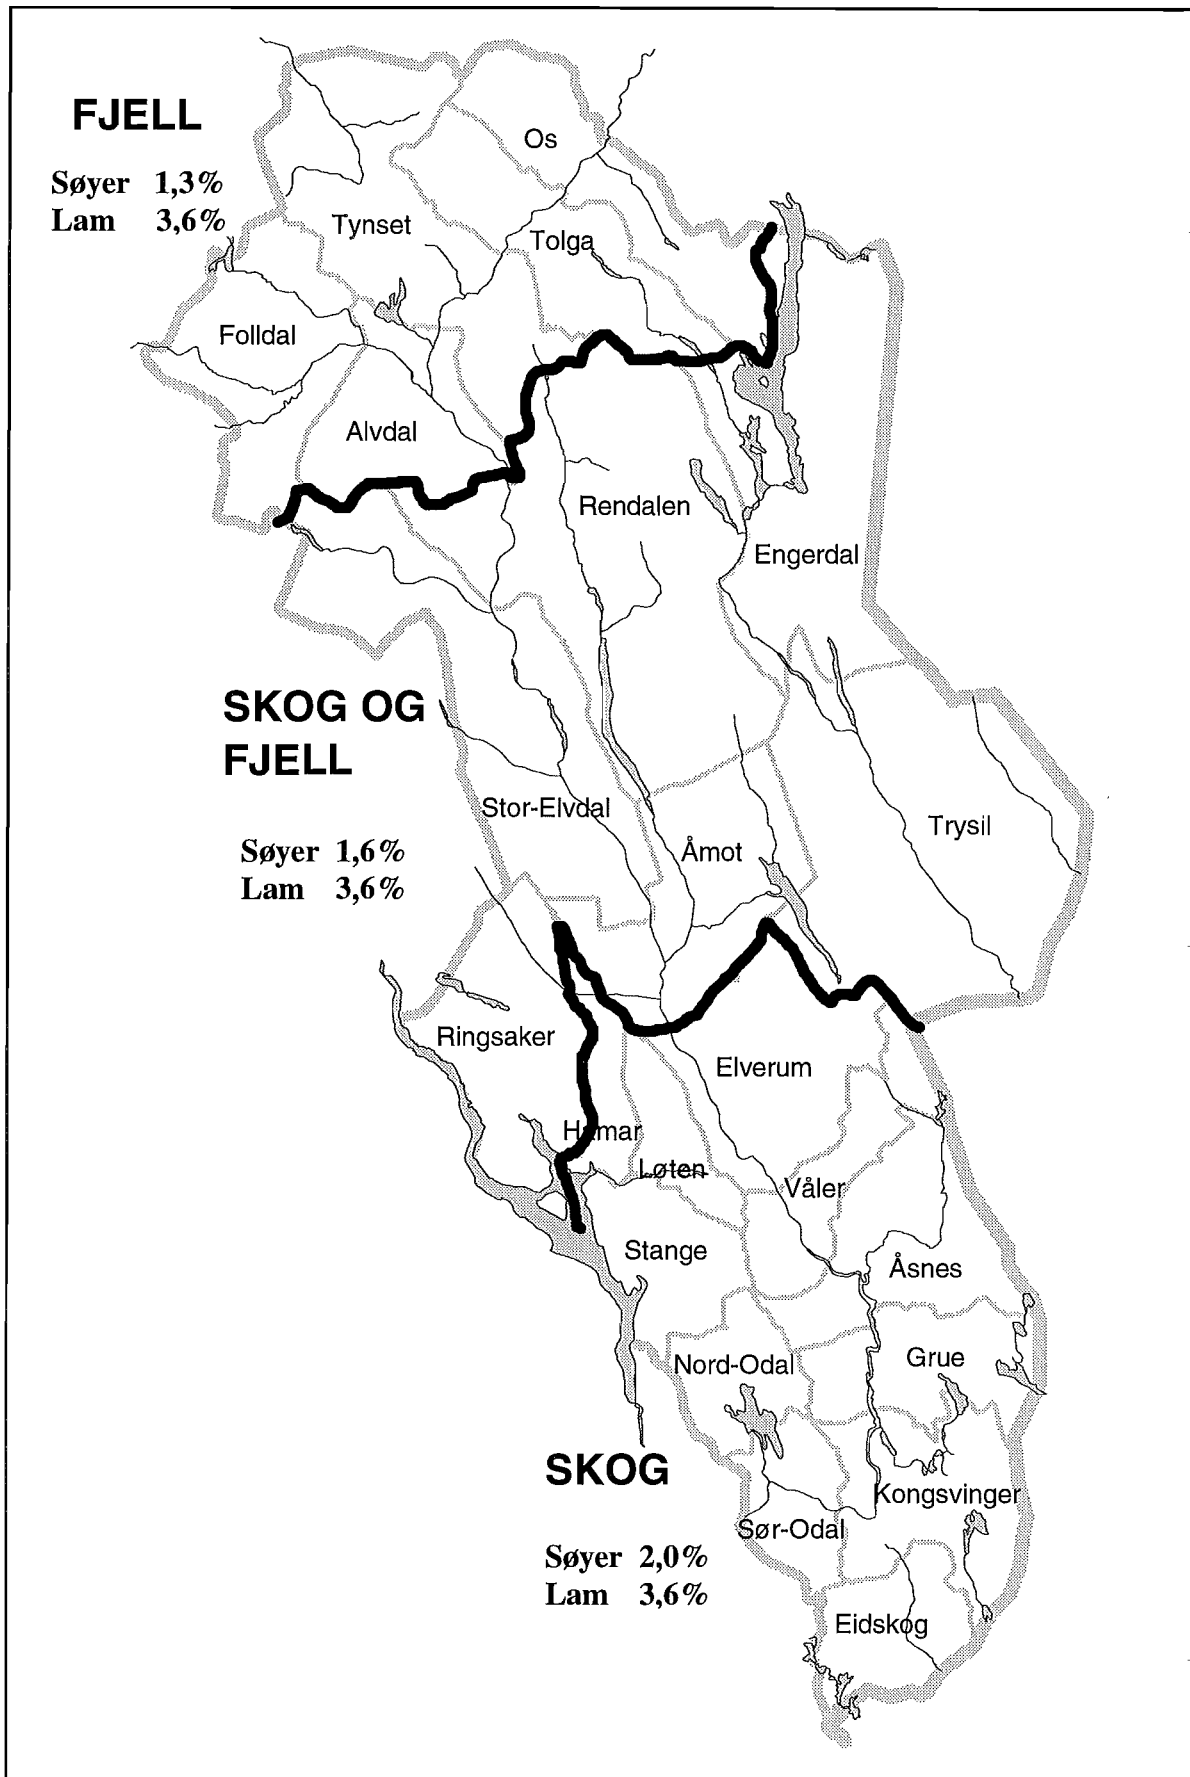 FJELL
Søyer 1,3%
Lam 3,6%
Os
Tynset
Tolga
Folldal
Alvdal
Rendalen
Engerdal
SKOG OG
FJELL
Søyer 1,6%
Lam 3,6%
Stor-Elvdal
Trysil
Åmot
Ringsaker
Elverum
Hamar
Løten
Våler
Stange
Åsnes
Nord-Odal
Grue
SKOG
Søyer 2,0%
Lam 3,6%
Kongsvinger
Sør-Odal
Eidskog